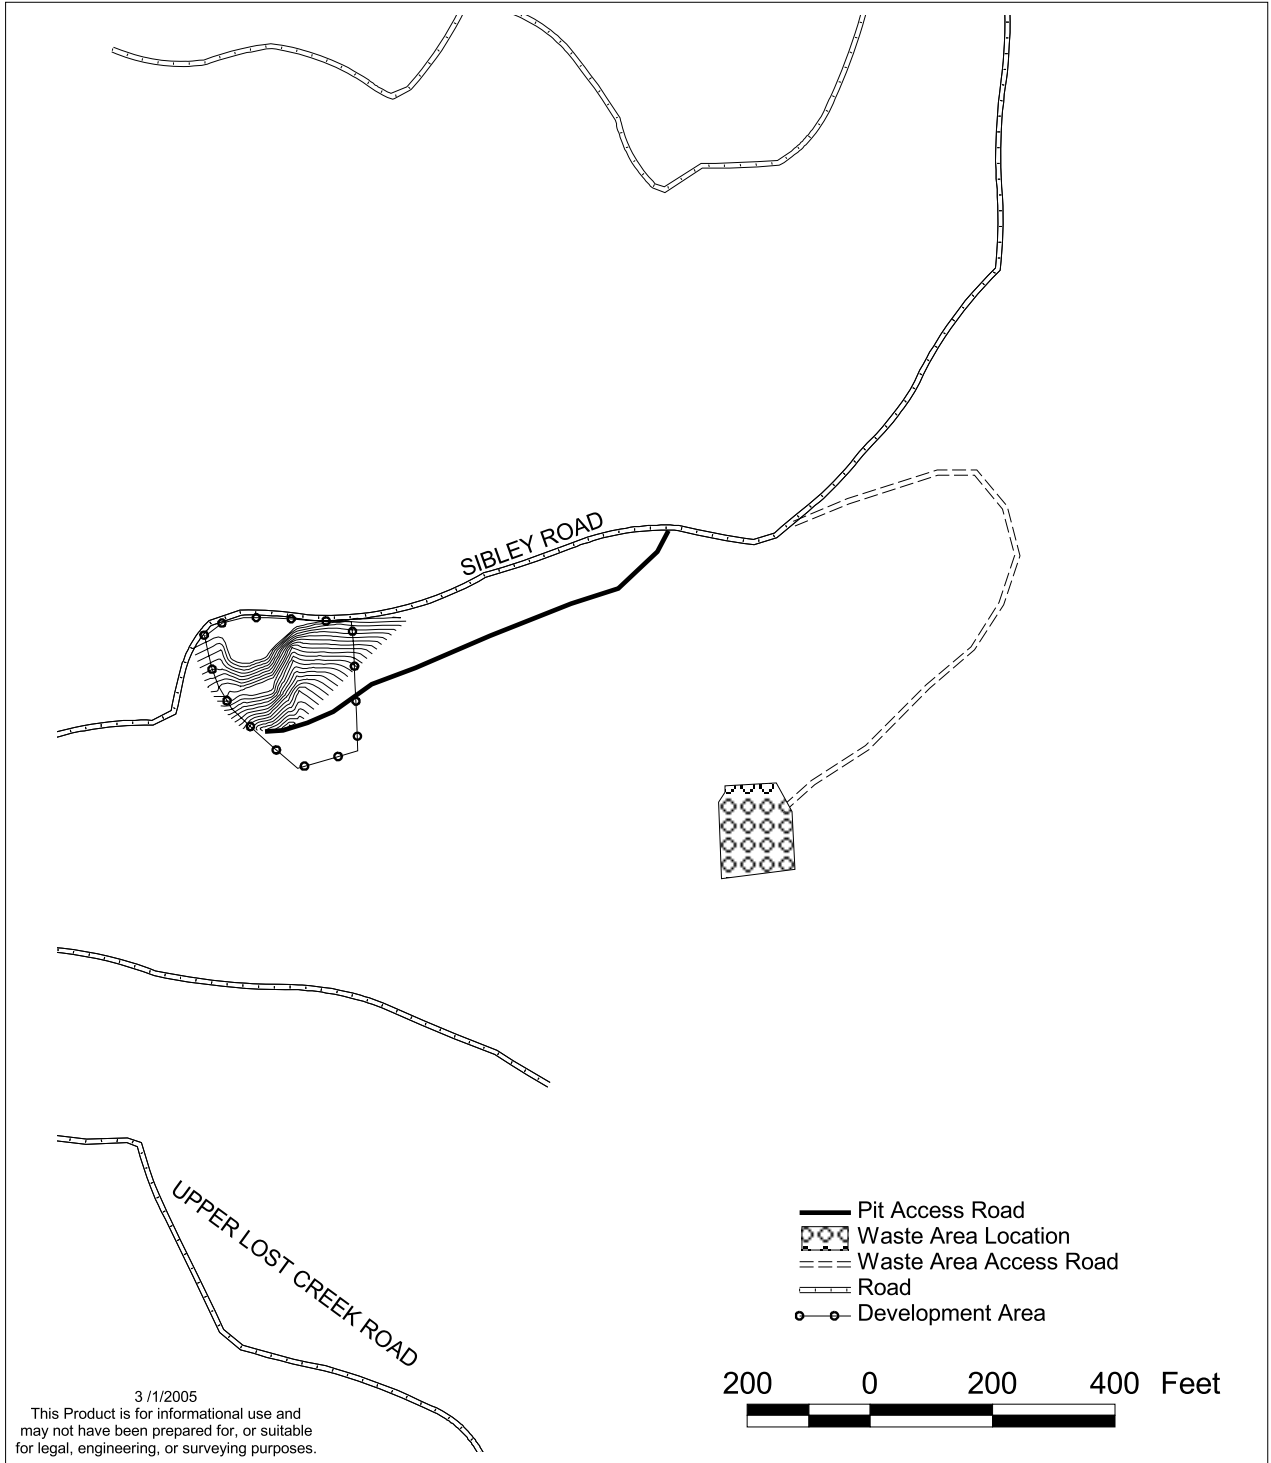 SIBLEY ROAD
UPPER LOST CREEK ROAD
Pit Access Road
Waste Area Location
Waste Area Access Road
Road
Development Area
200 0 200 400 Feet
3 /1/2005
This Product is for informational use and
may not have been prepared for, or suitable
for legal, engineering, or surveying purposes.